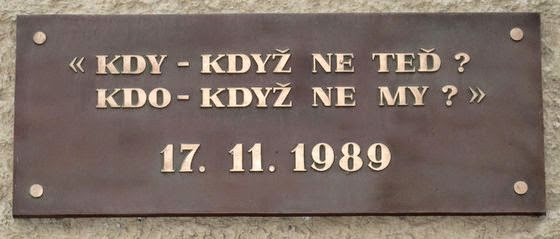 « KDY - KDYŽ NE TEĎ ?
KDO - KDYŽ NE MY ? »
17. 11. 1989